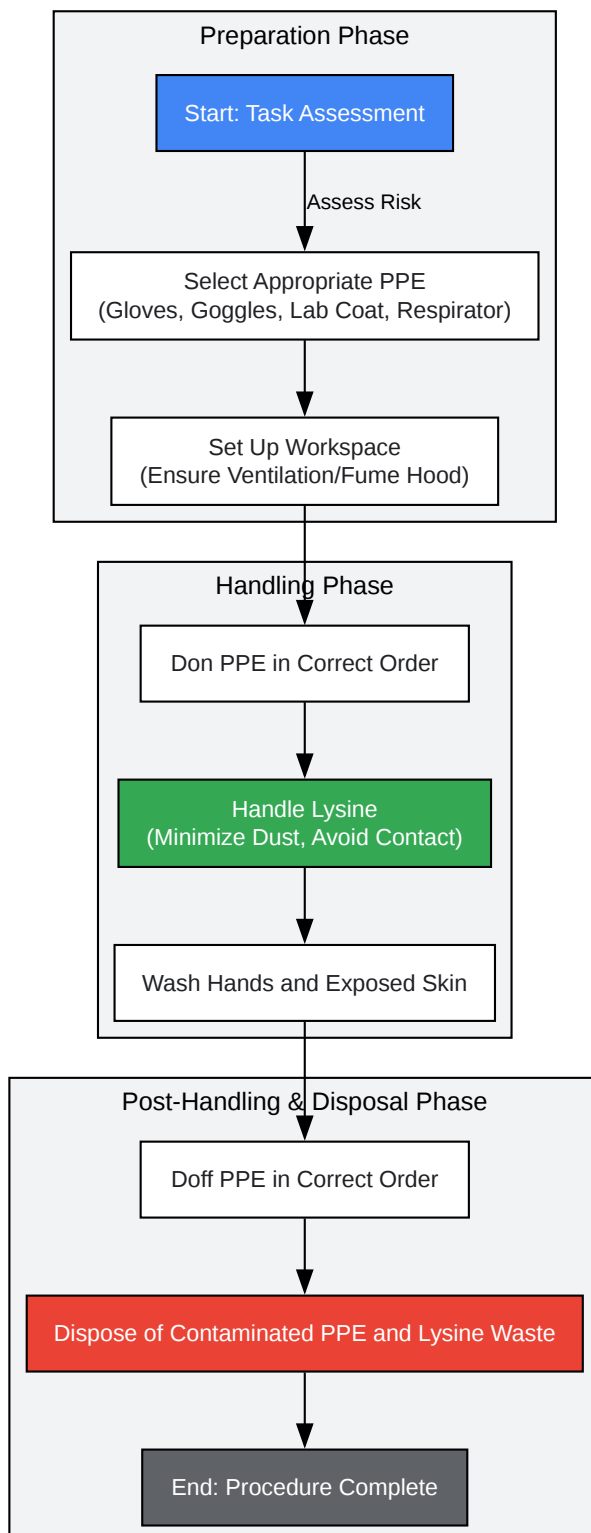 Preparation Phase
Start: Task Assessment
Assess Risk
Select Appropriate PPE
(Gloves, Goggles, Lab Coat, Respirator)
Set Up Workspace
(Ensure Ventilation/Fume Hood)
Handling Phase
Don PPE in Correct Order
Handle Lysine
(Minimize Dust, Avoid Contact)
Wash Hands and Exposed Skin
Post-Handling & Disposal Phase
Doff PPE in Correct Order
Dispose of Contaminated PPE and Lysine Waste
End: Procedure Complete